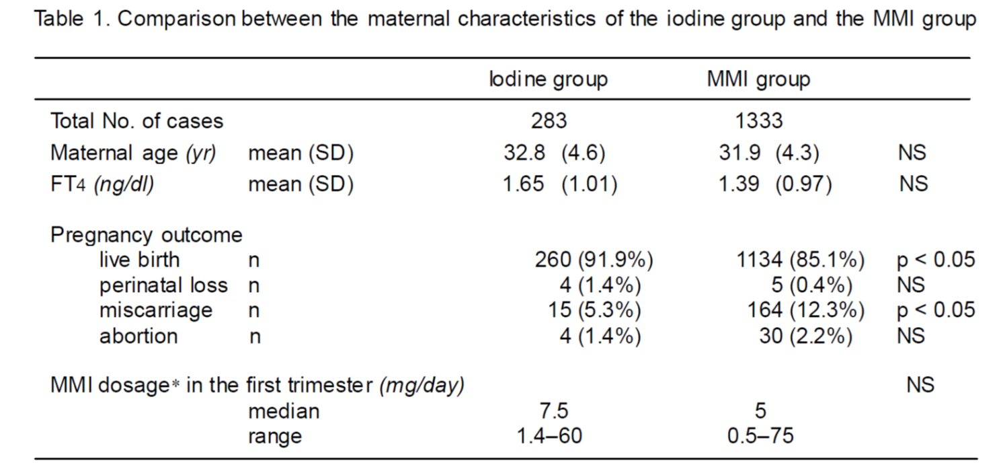 Table 1. Comparison between the maternal characteristics of the iodine group and the MMI group
Iodine group MMI group
Total No. of cases 283 1333
Maternal age (yr) mean (SD) 32.8 (4.6) 31.9 (4.3) NS
FT4 (ng/dl) mean (SD) 1.65 (1.01) 1.39 (0.97) NS
Pregnancy outcome
live birth n 260 (91.9%) 1134 (85.1%) p < 0.05
perinatal loss n 4 (1.4%) 5 (0.4%) NS
miscarriage n 15 (5.3%) 164 (12.3%) p < 0.05
abortion n 4 (1.4%) 30 (2.2%) NS
MMI dosage* in the first trimester (mg/day) NS
median 7.5 5
range 1.4–60 0.5–75